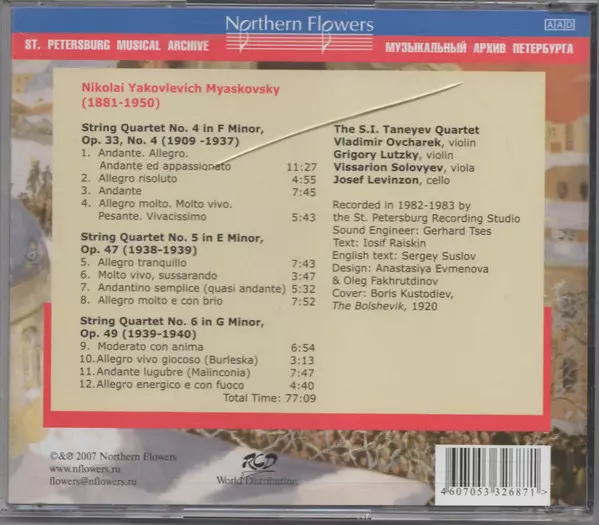 Northern Flowers
AAD
ST. PETERSBURG MUSICAL ARCHIVE
МУЗЫКАЛЬНЫЙ АРХИВ ПЕТЕРБУРГА
Nikolai Yakovlevich Myaskovsky
(1881-1950)
String Quartet No. 4 in F Minor,
Op. 33, No. 4 (1909 -1937)
1. Andante. Allegro.
Andante ed appassionato 11:27
2. Allegro risoluto 4:55
3. Andante 7:45
4. Allegro molto. Molto vivo.
Pesante. Vivacissimo 5:43
String Quartet No. 5 in E Minor,
Op. 47 (1938-1939)
5. Allegro tranquillo 7:43
6. Molto vivo, sussarando 3:47
7. Andantino semplice (quasi andante) 5:32
8. Allegro molto e con brio 7:52
String Quartet No. 6 in G Minor,
Op. 49 (1939-1940)
9. Moderato con anima 6:54
10. Allegro vivo giocoso (Burleska) 3:13
11. Andante lugubre (Malinconia) 7:47
12. Allegro energico e con fuoco 4:40
Total Time: 77:09
The S.I. Taneyev Quartet
Vladimir Ovcharek, violin
Grigory Lutzky, violin
Vissarion Solovyev, viola
Josef Levinzon, cello
Recorded in 1982-1983 by
the St. Petersburg Recording Studio
Sound Engineer: Gerhard Tses
Text: Iosif Raiskin
English text: Sergey Suslov
Design: Anastasiya Evmenova
& Oleg Fakhrutdinov
Cover: Boris Kustodiev,
The Bolshevik, 1920
©&℗ 2007 Northern Flowers
www.nflowers.ru
flowers@nflowers.ru
RCD
World Distribution
4607053326871>